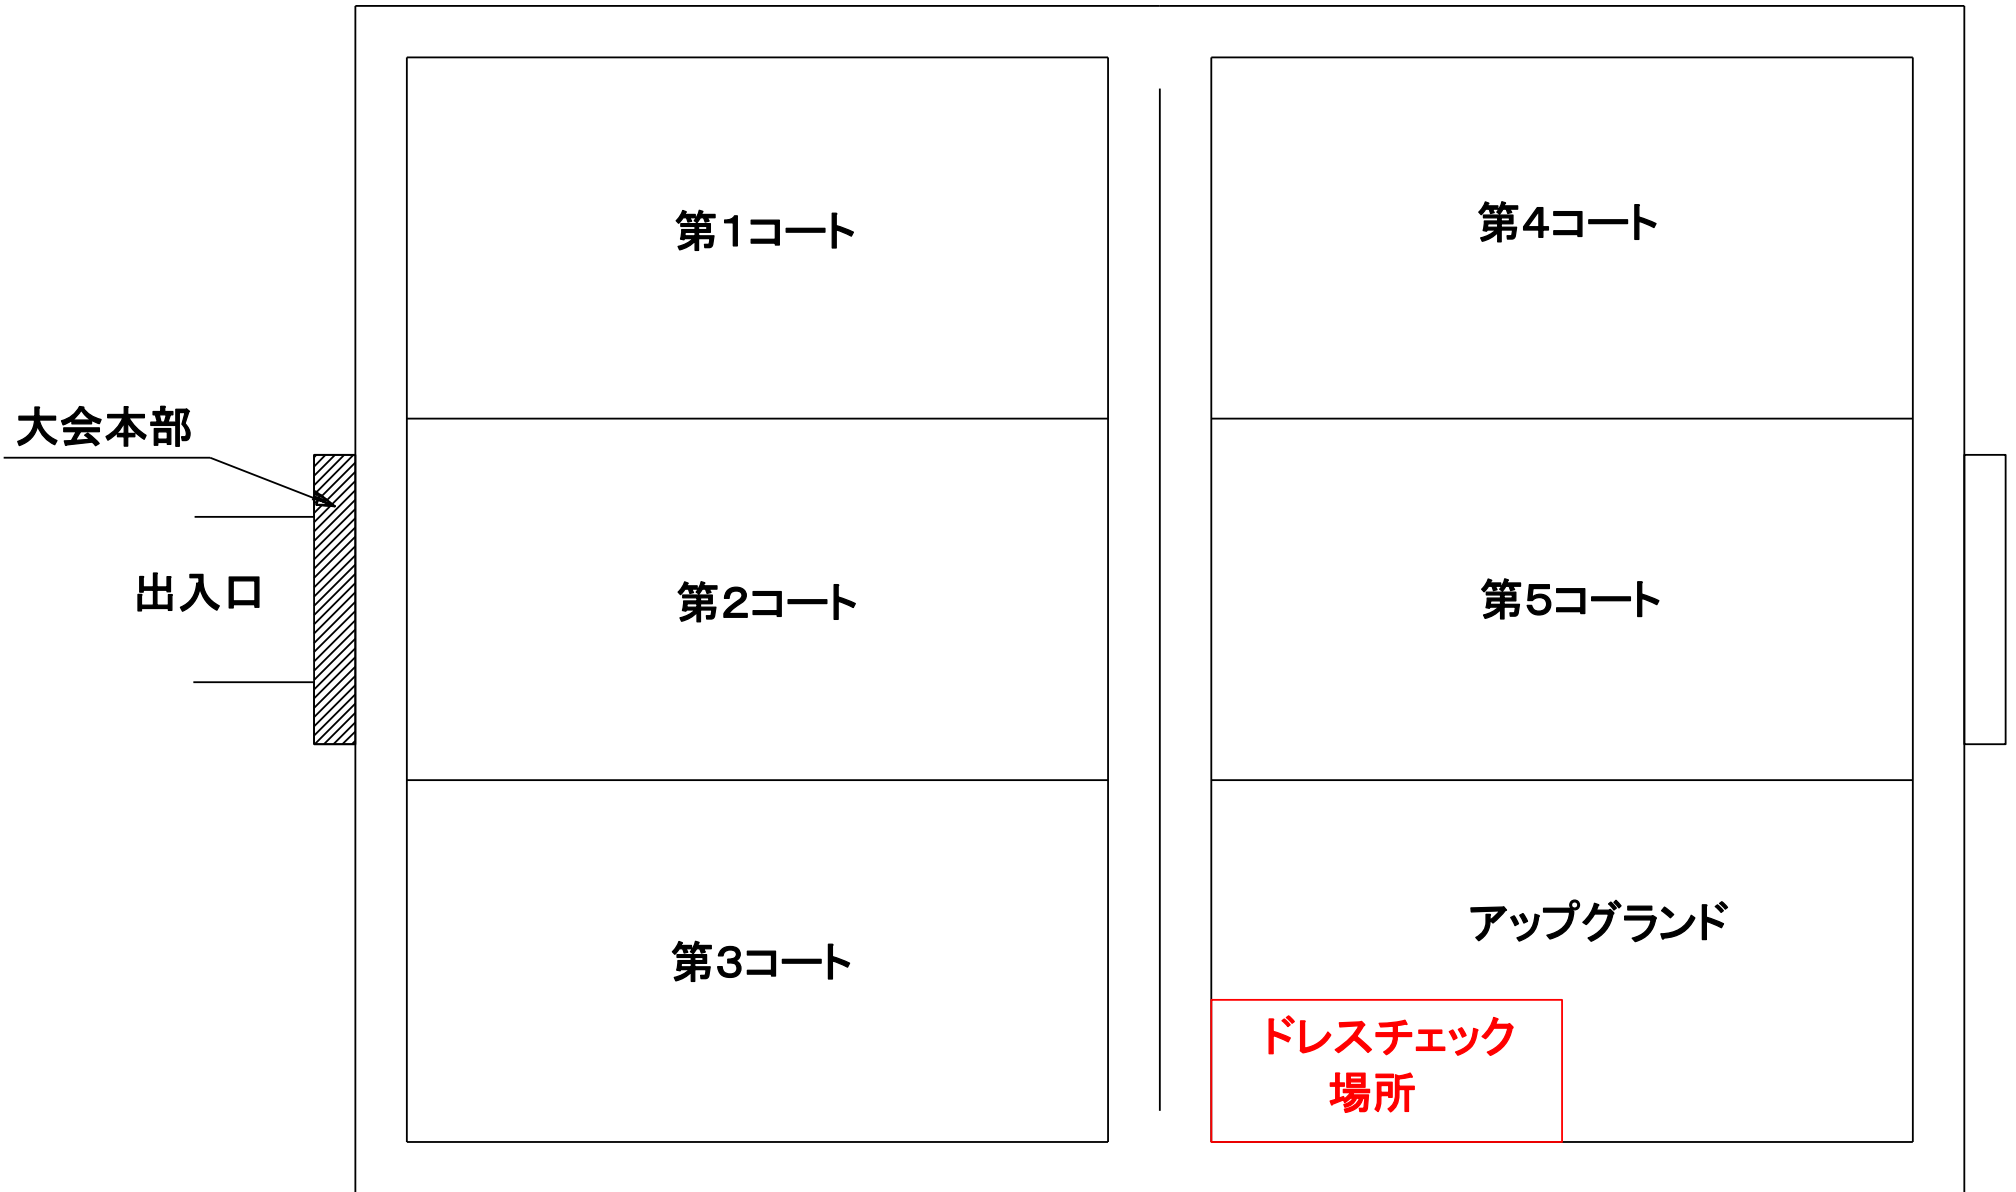 第1コート
第4コート
大会本部
出入口
第2コート
第5コート
第3コート
アップグランド
ドレスチェック
場所